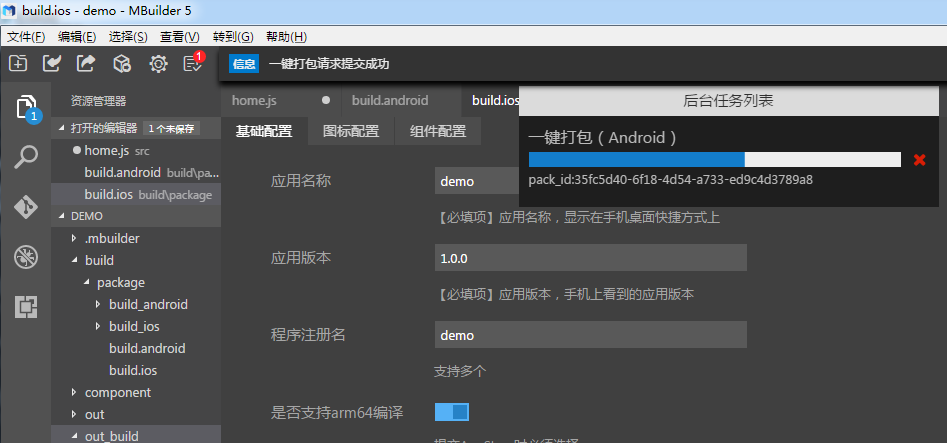 build.ios - demo - MBuilder 5
文件(F) 编辑(E) 选择(S) 查看(V) 转到(G) 帮助(H)
1
信息 一键打包请求提交成功
资源管理器
home.js
build.android
build.ios
后台任务列表
打开的编辑器 1 个未保存
基础配置 图标配置 组件配置
一键打包（Android）
pack_id:35fc5d40-6f18-4d54-a733-ed9c4d3789a8
1
home.js src
build.android build\pa...
build.ios build\package
DEMO
.mbuilder
build
package
build_android
build_ios
build.android
build.ios
component
out
out_build
应用名称 demo
【必填项】应用名称，显示在手机桌面快捷方式上
应用版本 1.0.0
【必填项】应用版本，手机上看到的应用版本
程序注册名 demo
支持多个
是否支持arm64编译